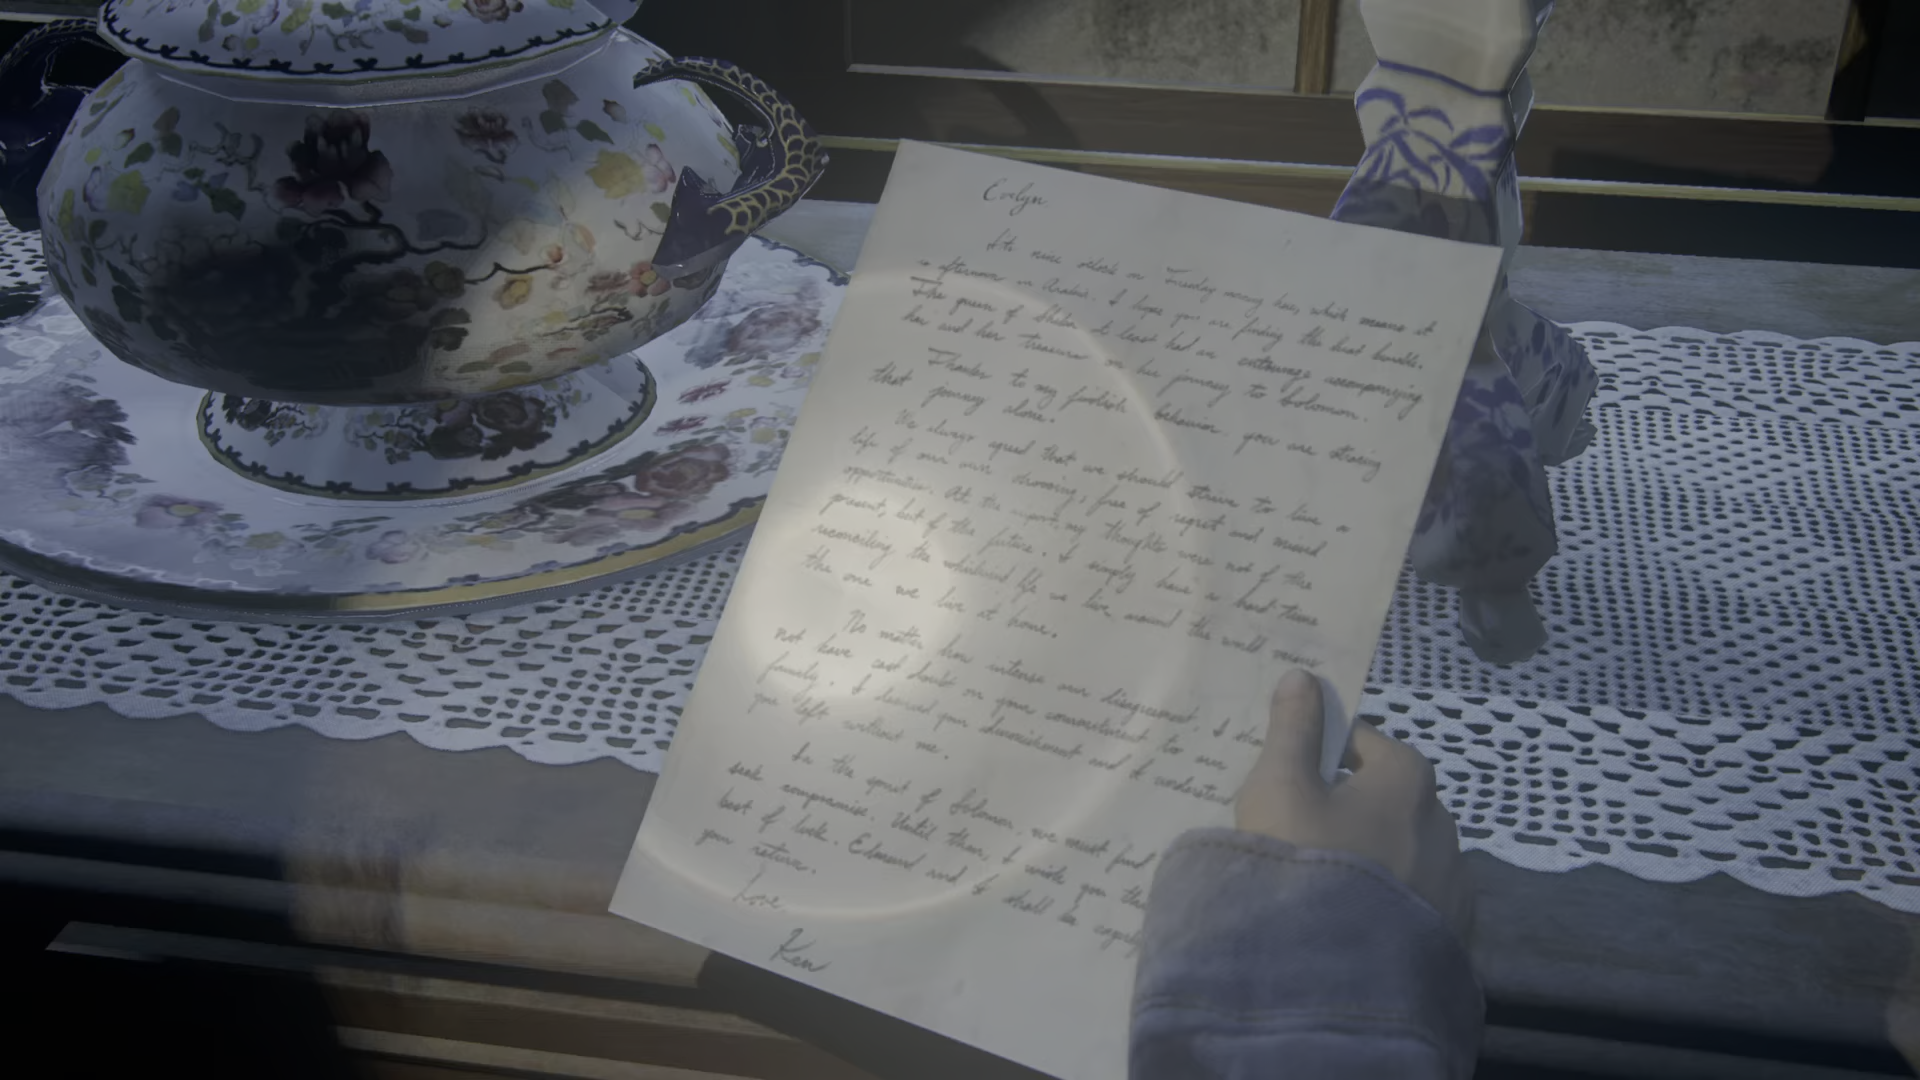 Evelyn
It's nine o'clock on Tuesday morning here, which means it
is afternoon in Arabia. I hope you are finding the heat bearable.
The queen of Sheba at least had an entourage accompanying
her and her treasure on her journey to Solomon.
Thanks to my foolish behavior, you are starting
that journey alone.
We always agreed that we should strive to live a
life of our own choosing, free of regret and missed
opportunities. At the airport, my thoughts were not of the
present, but of the future. I simply have a hard time
reconciling the whirlwind life we live around the world versus
the one we live at home.
No matter how intense our disagreement, I
not have cast doubt on your commitment to our
family. I deserved your admonishment and I understand
you left without me.
In the spirit of Solomon, we must find
seek compromise. Until then, I wish you the
best of luck. Edmund and I shall be
your return.
Love,
Ken